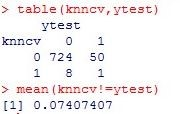 > table(knncv,ytest)
ytest
knncv 0 1
0 724 50
1 8 1
> mean(knncv!=ytest)
[1] 0.07407407